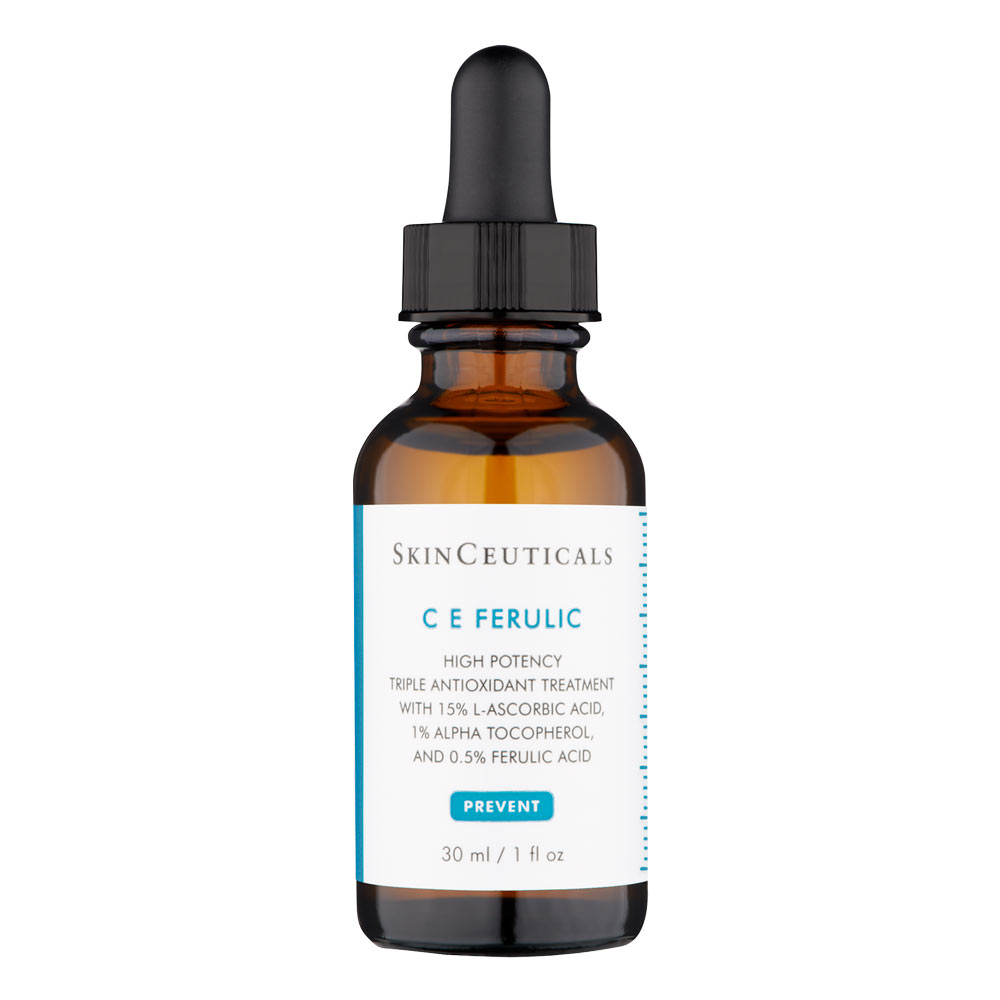 SKINCEUTICALS
C E FERULIC
HIGH POTENCY
TRIPLE ANTIOXIDANT TREATMENT
WITH 15% L-ASCORBIC ACID,
1% ALPHA TOCOPHEROL,
AND 0.5% FERULIC ACID
PREVENT
30 ml / 1 fl oz